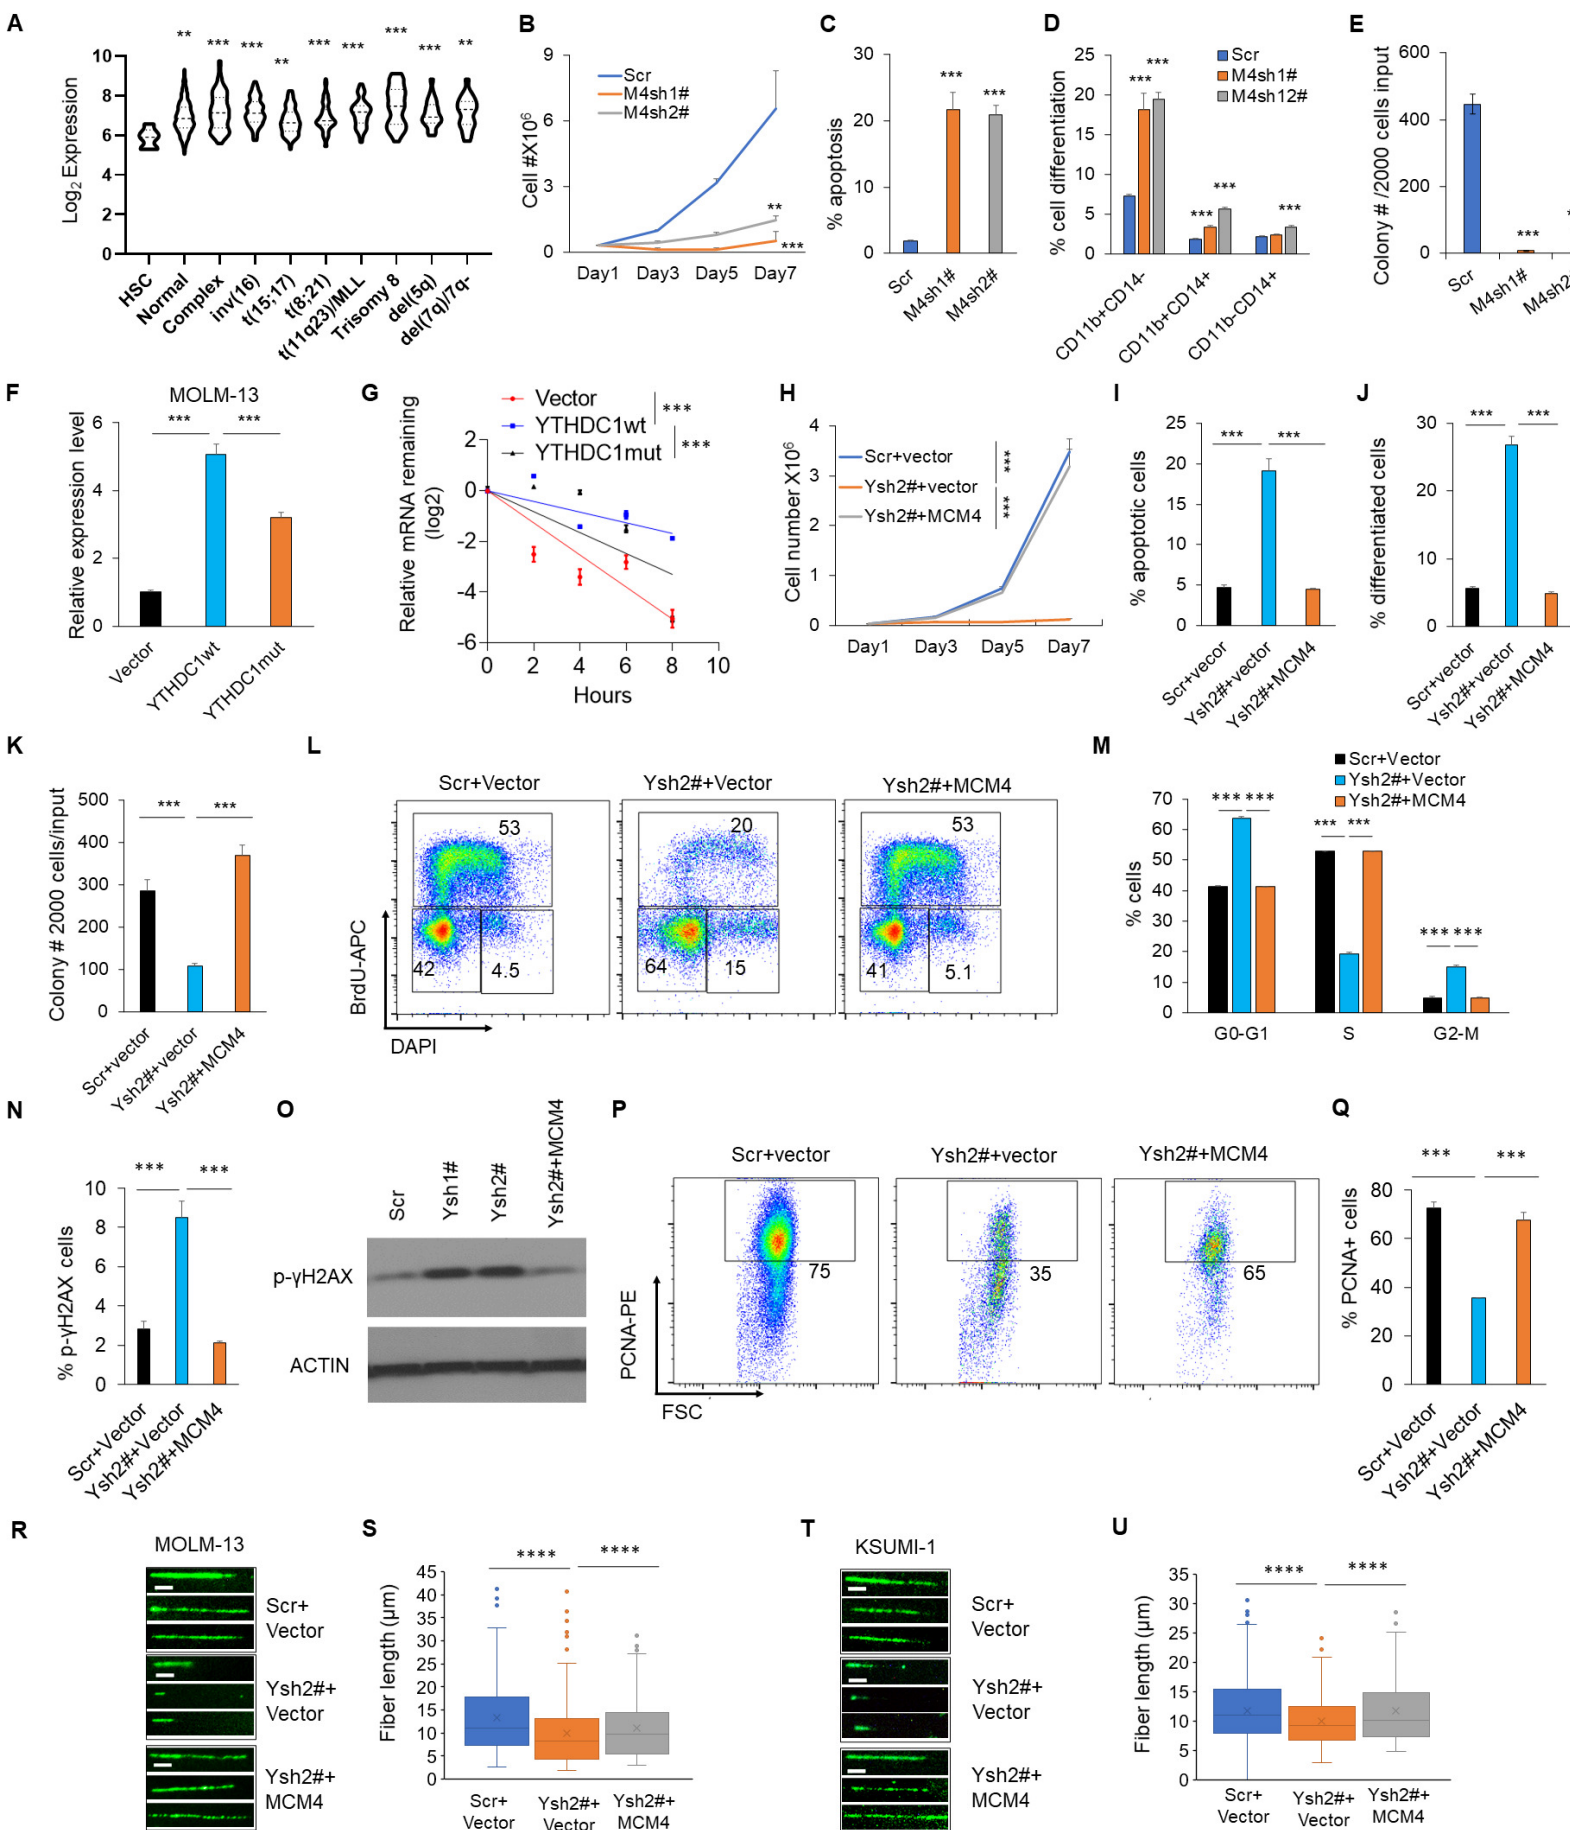 A
Log2 Expression
10
8
6
4
2
0
** *** *** ** *** *** *** *** **
HSC
Normal
Complex
inv(16)
t(15;17)
t(8;21)
t(11q23)/MLL
Trisomy 8
del(5q)
del(7q)/7q-
B
Cell #X10^6
9
6
3
0
Scr
M4sh1#
M4sh2#
**
***
Day1 Day3 Day5 Day7
C
% apoptosis
30
20
10
0
*** ***
Scr
M4sh1#
M4sh2#
D
% cell differentiation
25
20
15
10
5
0
Scr
M4sh1#
M4sh12#
*** ***
*** ***
***
CD11b+CD14-
CD11b+CD14+
CD11b-CD14+
E
Colony # /2000 cells input
600
400
200
0
***
Scr
M4sh1#
M4sh2
F
MOLM-13
Relative expression level
6
4
2
0
*** ***
Vector
YTHDC1wt
YTHDC1mut
G
Vector
YTHDC1wt
YTHDC1mut
***
***
Relative mRNA remaining
(log2)
2
0
-2
-4
-6
0 2 4 6 8 10
Hours
H
Cell number X10^6
4
3
2
1
0
Scr+vector
Ysh2#+vector
Ysh2#+MCM4
***
***
Day1 Day3 Day5 Day7
I
% apoptotic cells
25
20
15
10
5
0
*** ***
Scr+vecor
Ysh2#+vector
Ysh2#+MCM4
J
% differentiated cells
30
20
10
0
*** ***
Scr+vector
Ysh2#+vector
Ysh2#+MCM4
K
Colony # 2000 cells/input
500
400
300
200
100
0
*** ***
Scr+vector
Ysh2#+vector
Ysh2#+MCM4
L
Scr+Vector
Ysh2#+Vector
Ysh2#+MCM4
53
42
4.5
20
64
15
53
41
5.1
BrdU-APC
DAPI
M
Scr+Vector
Ysh2#+Vector
Ysh2#+MCM4
% cells
70
60
50
40
30
20
10
0
*** ***
*** ***
*** ***
G0-G1 S G2-M
N
% p-γH2AX cells
10
8
6
4
2
0
*** ***
Scr+Vector
Ysh2#+Vector
Ysh2#+MCM4
O
Scr
Ysh1#
Ysh2#
Ysh2#+MCM4
p-γH2AX
ACTIN
P
Scr+vector
Ysh2#+vector
Ysh2#+MCM4
75
35
65
PCNA-PE
FSC
Q
% PCNA+ cells
80
60
40
20
0
*** ***
Scr+Vector
Ysh2#+Vector
Ysh2#+MCM4
R
MOLM-13
Scr+
Vector
Ysh2#+
Vector
Ysh2#+
MCM4
S
Fiber length (µm)
45
40
35
30
25
20
15
10
5
0
**** ****
Scr+
Vector
Ysh2#+
Vector
Ysh2#+
MCM4
T
KSUMI-1
Scr+
Vector
Ysh2#+
Vector
Ysh2#+
MCM4
U
Fiber length (µm)
35
30
25
20
15
10
5
0
**** ****
Scr+
Vector
Ysh2#+
Vector
Ysh2#+
MCM4